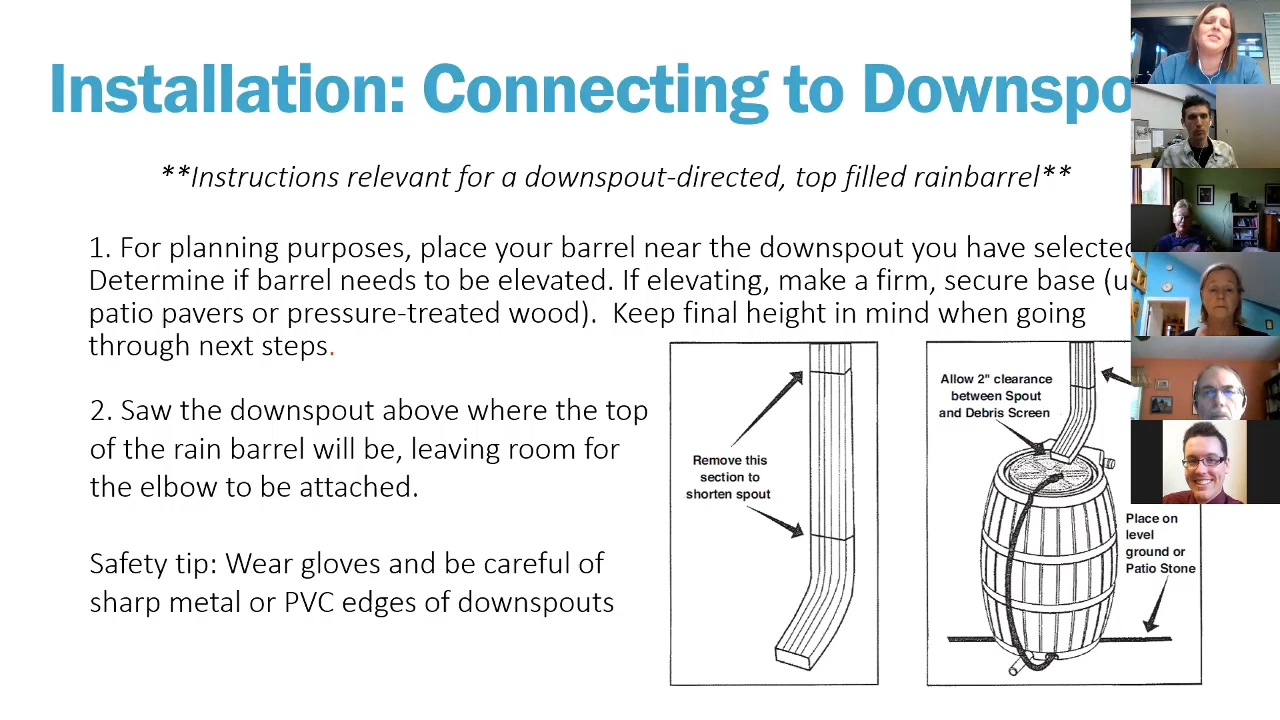 Installation: Connecting to Downspo
**Instructions relevant for a downspout-directed, top filled rainbarrel**
1. For planning purposes, place your barrel near the downspout you have selected
Determine if barrel needs to be elevated. If elevating, make a firm, secure base (u
patio pavers or pressure-treated wood).  Keep final height in mind when going
through next steps.
2. Saw the downspout above where the top
of the rain barrel will be, leaving room for
the elbow to be attached.
Safety tip: Wear gloves and be careful of
sharp metal or PVC edges of downspouts
Remove this
section to
shorten spout
Allow 2" clearance
between Spout
and Debris Screen
Place on
level
ground or
Patio Stone